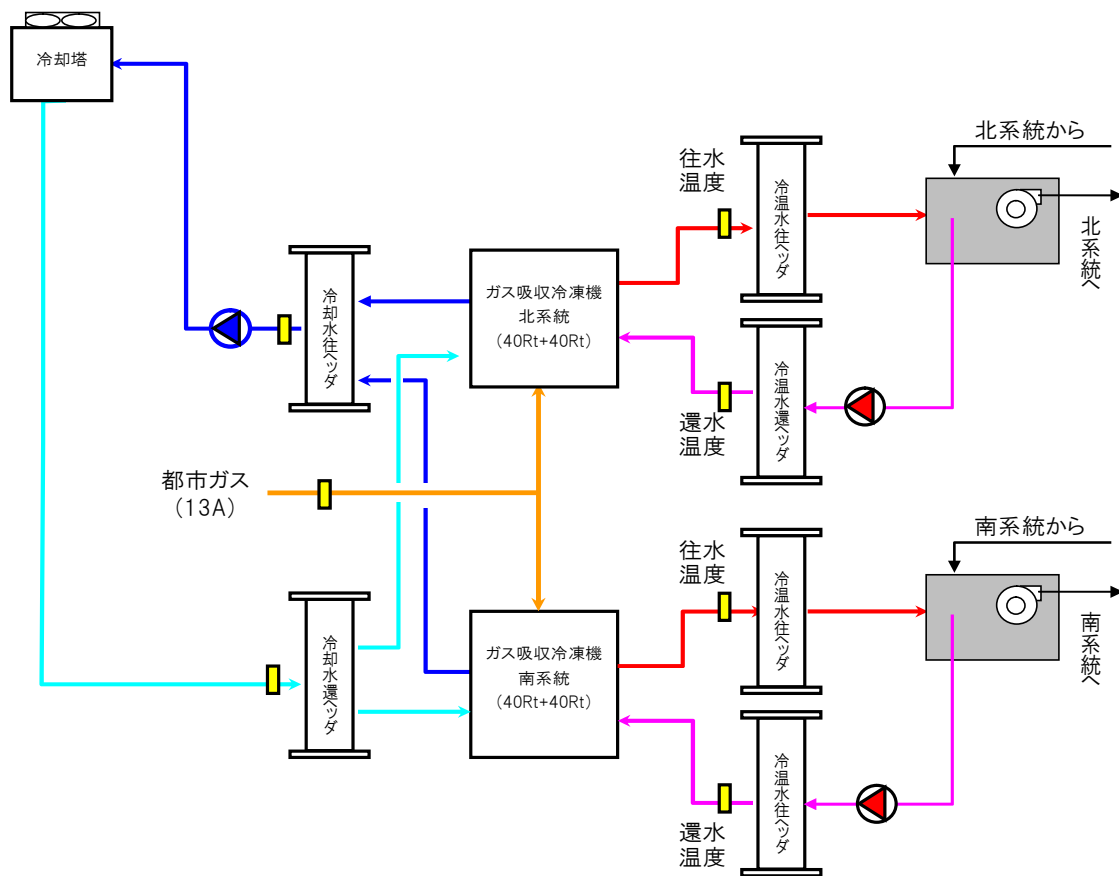 冷却塔
北系統から
往水
温度
冷温水往ヘッダ
北系統へ
冷却水往ヘッダ
ガス吸収冷凍機
北系統
(40Rt+40Rt)
冷温水還ヘッダ
還水
温度
都市ガス
(13A)
南系統から
往水
温度
冷温水往ヘッダ
南系統へ
冷却水還ヘッダ
ガス吸収冷凍機
南系統
(40Rt+40Rt)
冷温水往ヘッダ
還水
温度